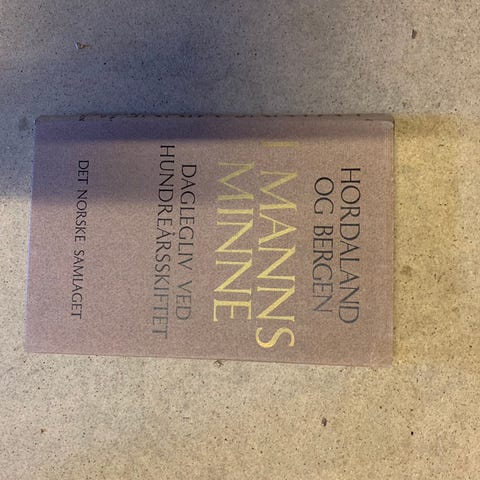 HORDALAND
OG BERGEN
I MANNS
MINNE
DAGLEGLIV VED
HUNDREÅRSSKIFTET
DET NORSKE SAMLAGET